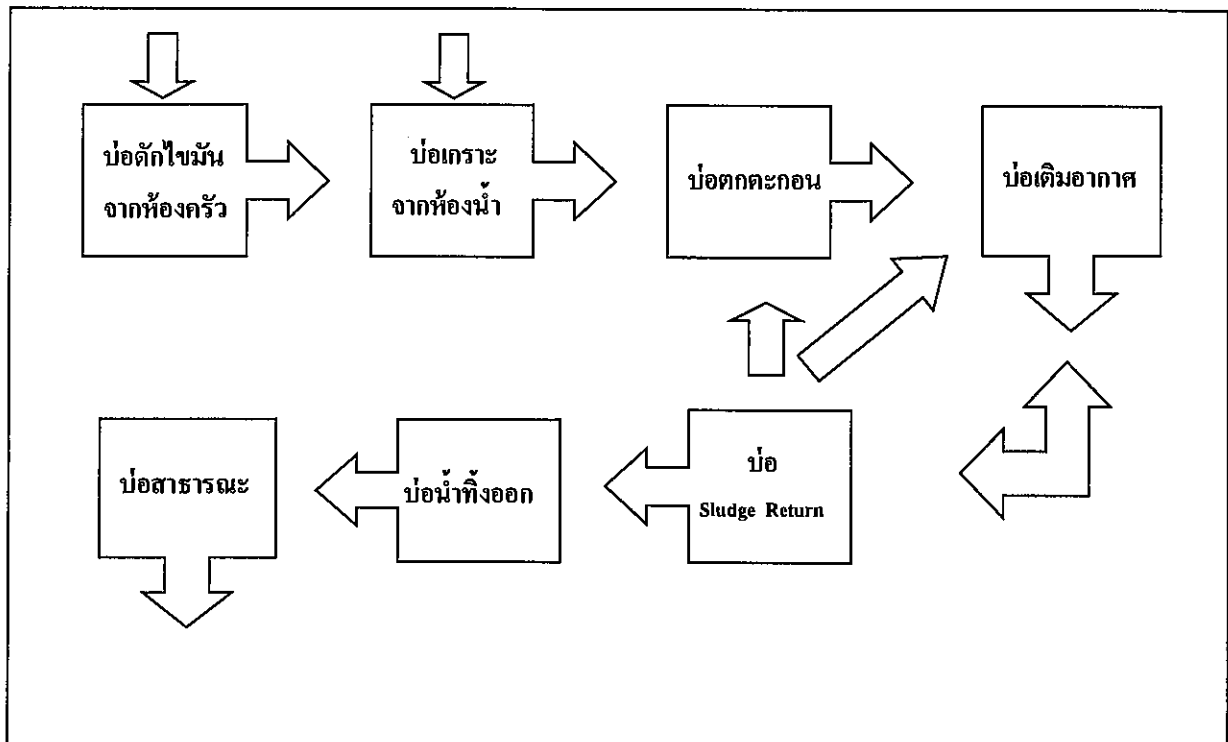 บ่อดักไขมัน
จากห้องครัว
บ่อเกราะ
จากห้องน้ำ
บ่อตกตะกอน
บ่อเติมอากาศ
บ่อสาธารณะ
บ่อน้ำทิ้งออก
บ่อ
Sludge Return